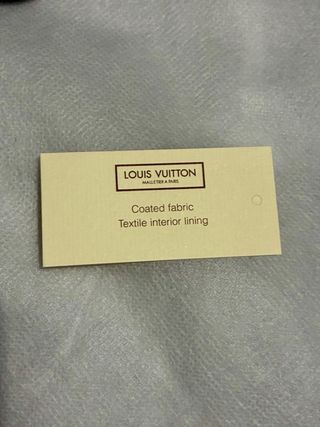 LOUIS VUITTON
MALLETIER A PARIS
Coated fabric
Textile interior lining